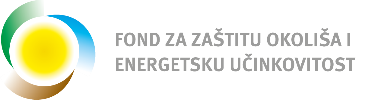 FOND ZA ZAŠTITU OKOLIŠA I
ENERGETSKU UČINKOVITOST